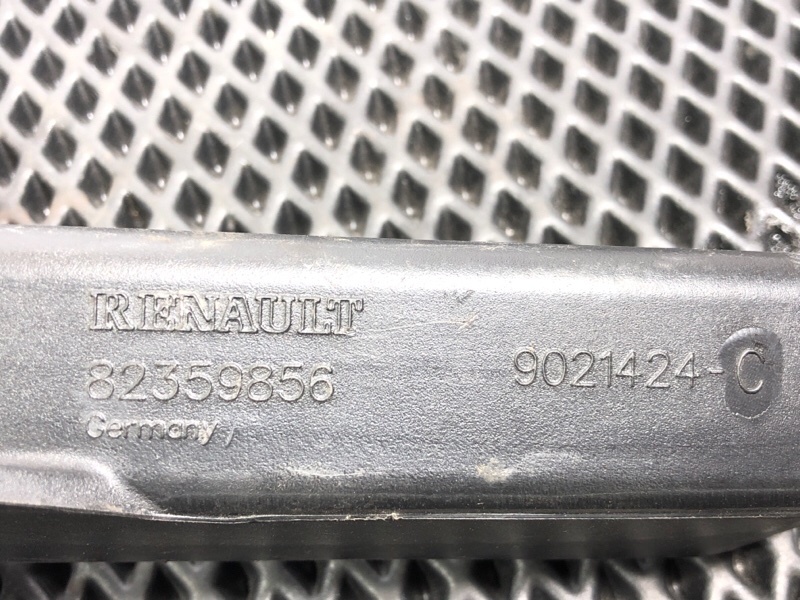 RENAULT
82359856
Germany
9021424-C